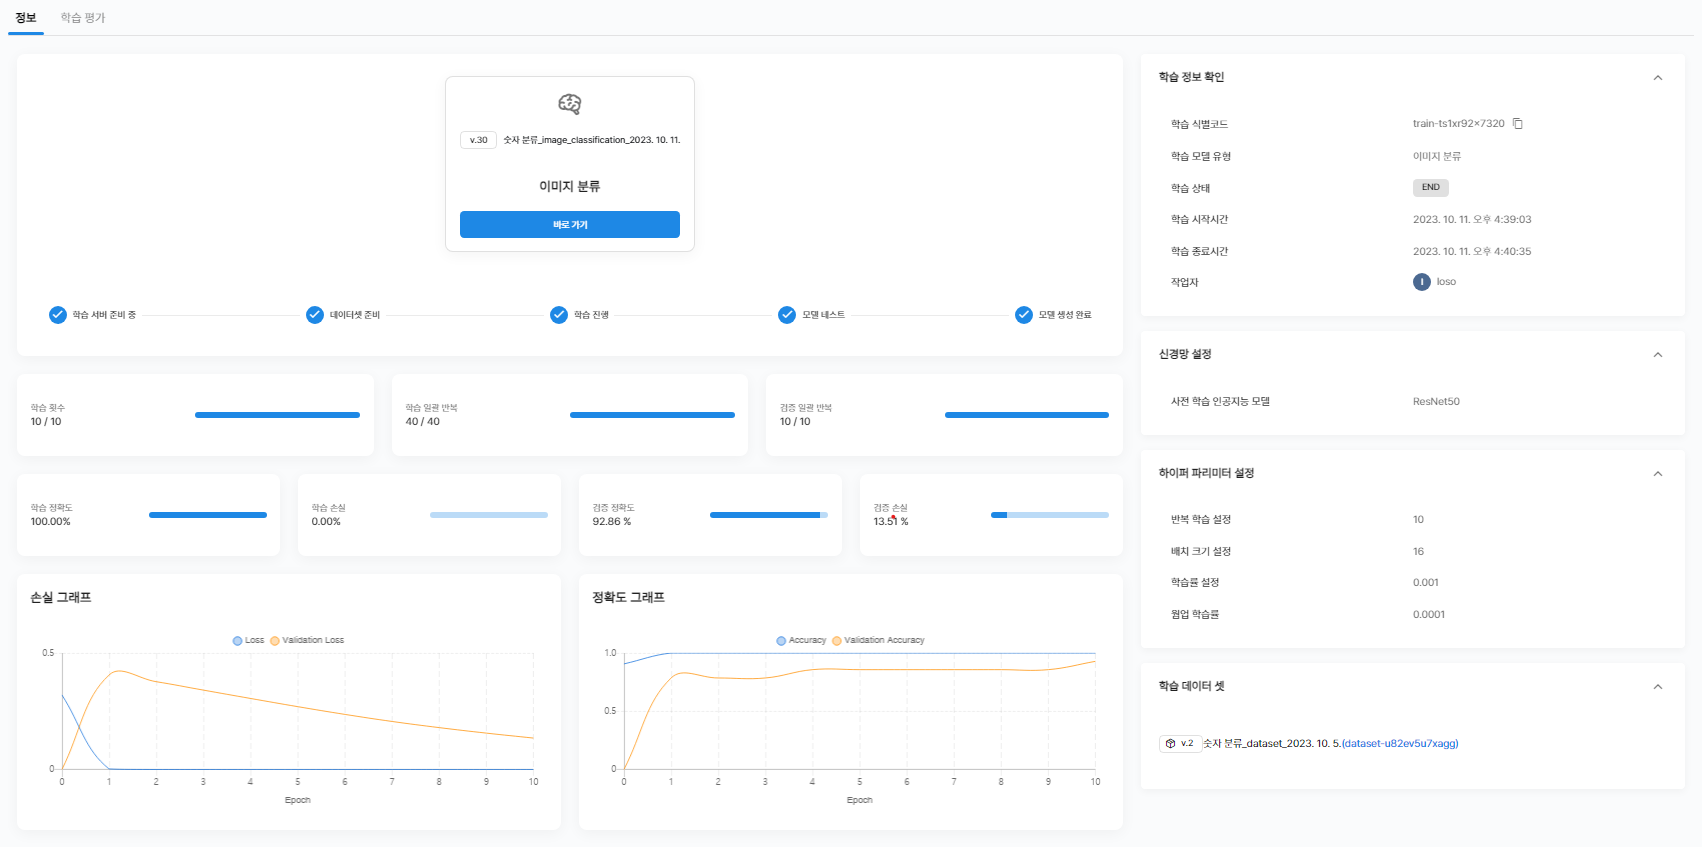 정보
학습 평가
v.30
숫자 분류_image_classification_2023. 10. 11.
이미지 분류
바로 가기
학습 서버 준비 중
데이터셋 준비
학습 진행
모델 테스트
모델 생성 완료
학습 횟수
10 / 10
학습 일괄 반복
40 / 40
검증 일괄 반복
10 / 10
학습 정확도
100.00%
학습 손실
0.00%
검증 정확도
92.86 %
검증 손실
13.51 %
손실 그래프
Loss
Validation Loss
0.5
0
0 1 2 3 4 5 6 7 8 9 10
Epoch
정확도 그래프
Accuracy
Validation Accuracy
1.0
0.5
0
0 1 2 3 4 5 6 7 8 9 10
Epoch
학습 정보 확인
학습 식별코드
train-ts1xr92x7320
학습 모델 유형
이미지 분류
학습 상태
END
학습 시작시간
2023. 10. 11. 오후 4:39:03
학습 종료시간
2023. 10. 11. 오후 4:40:35
작업자
I loso
신경망 설정
사전 학습 인공지능 모델
ResNet50
하이퍼 파리미터 설정
반복 학습 설정
10
배치 크기 설정
16
학습률 설정
0.001
웜업 학습률
0.0001
학습 데이터 셋
v.2 숫자 분류_dataset_2023. 10. 5.(dataset-u82ev5u7xagg)